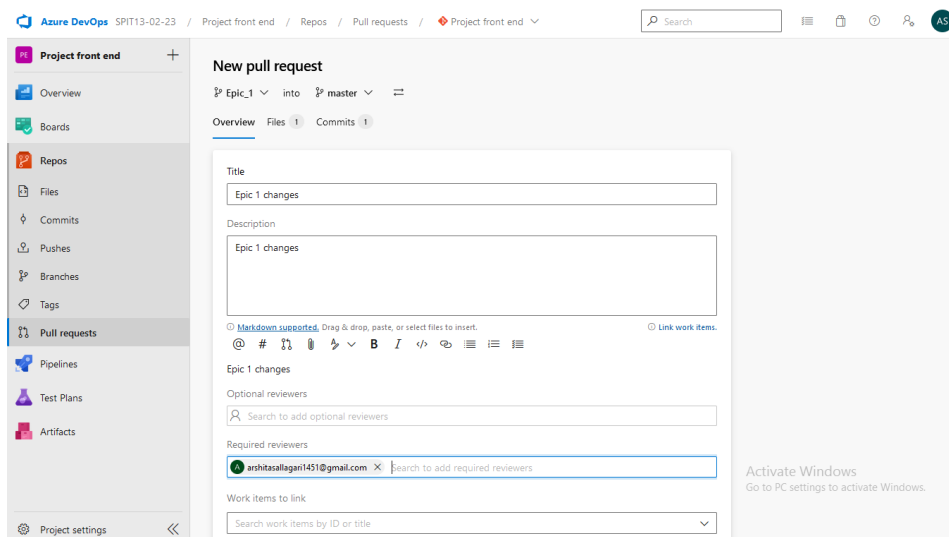 Azure DevOps SPIT13-02-23 / Project front end / Repos / Pull requests / Project front end
Search
AS
PE Project front end
Overview
Boards
Repos
Files
Commits
Pushes
Branches
Tags
Pull requests
Pipelines
Test Plans
Artifacts
Project settings
New pull request
Epic_1 into master
Overview Files 1 Commits 1
Title
Epic 1 changes
Description
Epic 1 changes
Markdown supported. Drag & drop, paste, or select files to insert.
Link work items.
Epic 1 changes
Optional reviewers
Search to add optional reviewers
Required reviewers
A arshitasallagari1451@gmail.com Search to add required reviewers
Work items to link
Search work items by ID or title
Activate Windows
Go to PC settings to activate Windows.